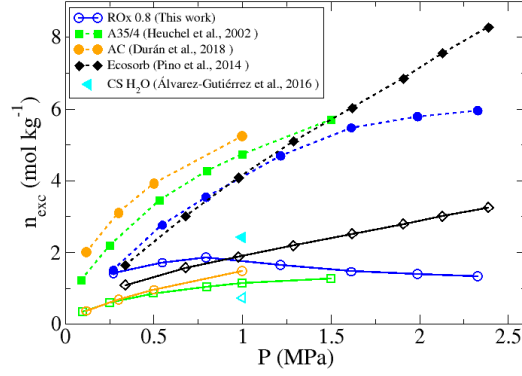 ROx 0.8 (This work)
A35/4 (Heuchel et al., 2002 )
AC (Durán et al., 2018)
Ecosorb (Pino et al., 2014)
CS H₂O (Álvarez-Gutiérrez et al., 2016)
8
6
4
2
0
n_exc (mol kg⁻¹)
0 0.5 1 1.5 2 2.5
P (MPa)